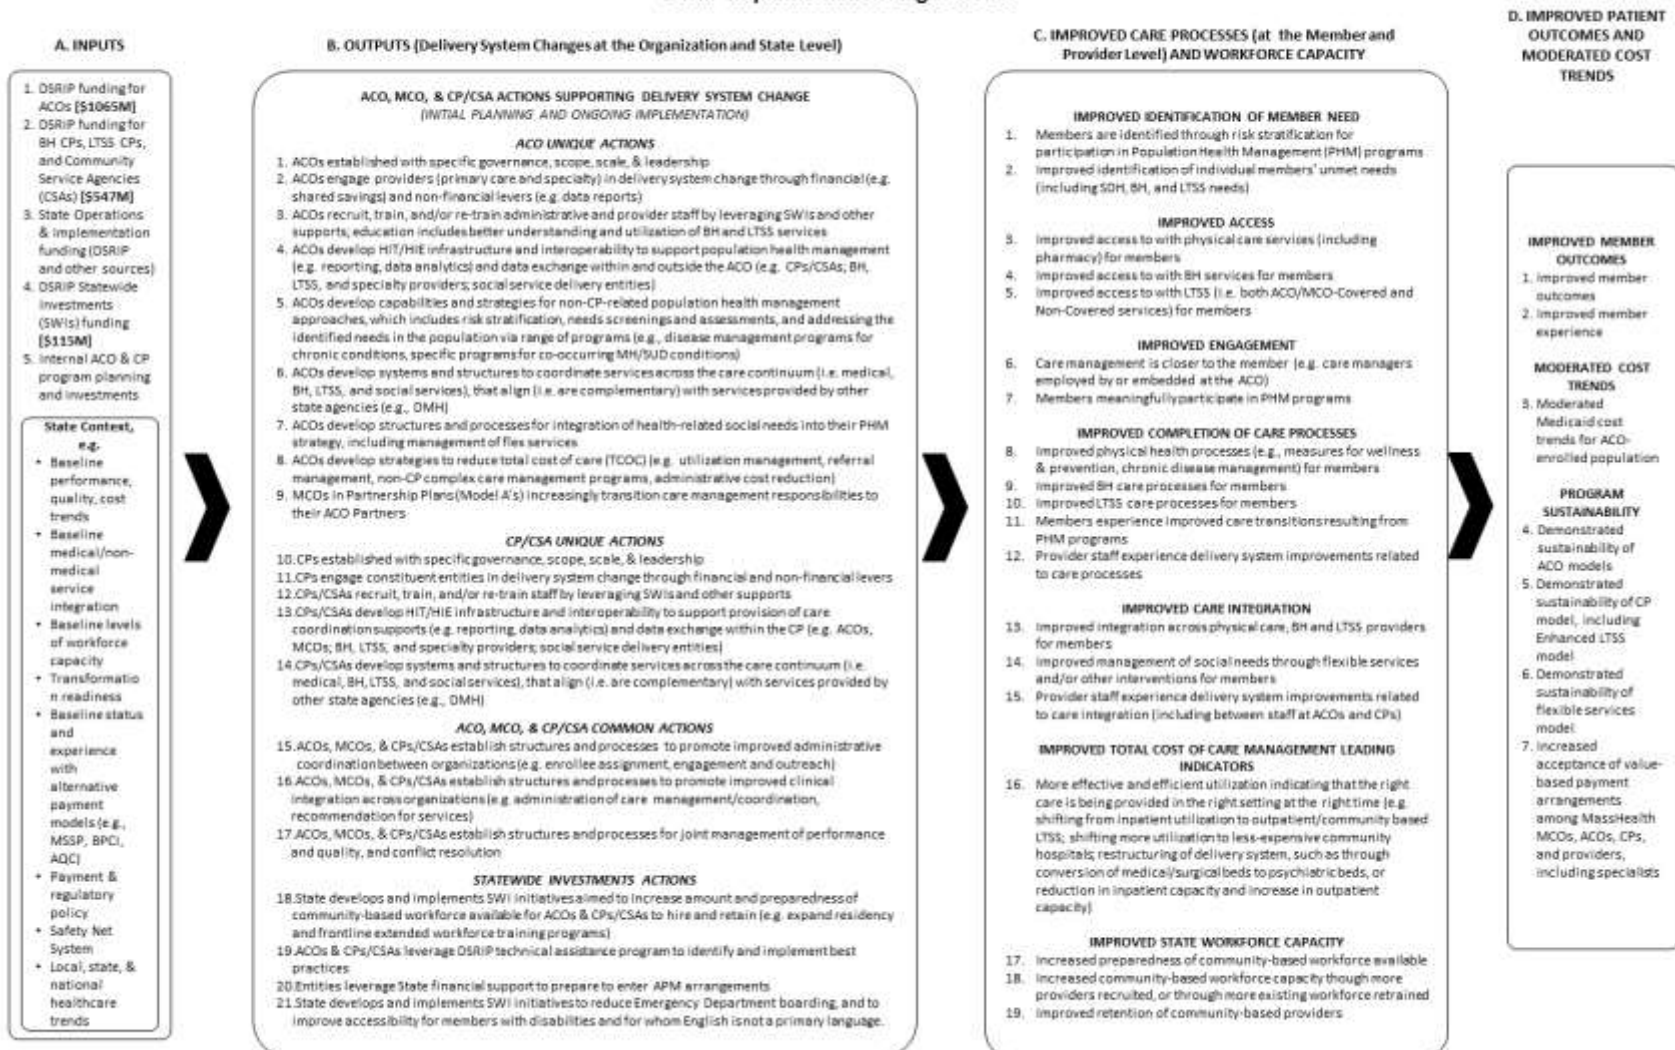 A. INPUTS
1. DSRIP funding for
ACOs [$1065M]
2. DSRIP funding for
BH CPs, LTSS CPs,
and Community
Service Agencies
(CSAs) [$547M]
3. State Operations
& Implementation
funding (DSRIP
and other sources)
4. DSRIP Statewide
Investments
(SWIs) funding
[$115M]
5. Internal ACO & CP
program planning
and investments
State Context,
e.g.
• Baseline
performance,
quality, cost
trends
• Baseline
medical/non-
medical
service
integration
• Baseline levels
of workforce
capacity
• Transformatio
n readiness
• Baseline status
and
experience
with
alternative
payment
models (e.g.,
MSSP, BPCI,
AQC)
• Payment &
regulatory
policy
• Safety Net
System
• Local, state, &
national
healthcare
trends
B. OUTPUTS (Delivery System Changes at the Organization and State Level)
ACO, MCO, & CP/CSA ACTIONS SUPPORTING DELIVERY SYSTEM CHANGE
(INITIAL PLANNING AND ONGOING IMPLEMENTATION)
ACO UNIQUE ACTIONS
1. ACOs established with specific governance, scope, scale, & leadership
2. ACOs engage providers (primary care and specialty) in delivery system change through financial (e.g.
shared savings) and non-financial levers (e.g. data reports)
3. ACOs recruit, train, and/or re-train administrative and provider staff by leveraging SWIs and other
supports; education includes better understanding and utilization of BH and LTSS services
4. ACOs develop HIT/HIE infrastructure and interoperability to support population health management
(e.g. reporting, data analytics) and data exchange within and outside the ACO (e.g. CPs/CSAs; BH,
LTSS, and specialty providers; social service delivery entities)
5. ACOs develop capabilities and strategies for non-CP-related population health management
approaches, which includes risk stratification, needs screenings and assessments, and addressing the
identified needs in the population via range of programs (e.g., disease management programs for
chronic conditions, specific programs for co-occurring MH/SUD conditions)
6. ACOs develop systems and structures to coordinate services across the care continuum (i.e. medical,
BH, LTSS, and social services), that align (i.e. are complementary) with services provided by other
state agencies (e.g., DMH)
7. ACOs develop structures and processes for integration of health-related social needs into their PHM
strategy, including management of flex services
8. ACOs develop strategies to reduce total cost of care (TCOC) (e.g. utilization management, referral
management, non-CP complex care management programs, administrative cost reduction)
9. MCOs in Partnership Plans (Model A's) increasingly transition care management responsibilities to
their ACO Partners
CP/CSA UNIQUE ACTIONS
10.CPs established with specific governance, scope, scale, & leadership
11.CPs engage constituent entities in delivery system change through financial and non-financial levers
12.CPs/CSAs recruit, train, and/or re-train staff by leveraging SWIs and other supports
13.CPs/CSAs develop HIT/HIE infrastructure and interoperability to support provision of care
coordination supports (e.g. reporting, data analytics) and data exchange within the CP (e.g. ACOs,
MCOs; BH, LTSS, and specialty providers; social service delivery entities)
14.CPs/CSAs develop systems and structures to coordinate services across the care continuum (i.e.
medical, BH, LTSS, and social services), that align (i.e. are complementary) with services provided by
other state agencies (e.g., DMH)
ACO, MCO, & CP/CSA COMMON ACTIONS
15.ACOs, MCOs, & CPs/CSAs establish structures and processes to promote improved administrative
coordination between organizations (e.g. enrollee assignment, engagement and outreach)
16.ACOs, MCOs, & CPs/CSAs establish structures and processes to promote improved clinical
integration across organizations (e.g. administration of care management/coordination,
recommendation for services)
17.ACOs, MCOs, & CPs/CSAs establish structures and processes for joint management of performance
and quality, and conflict resolution
STATEWIDE INVESTMENTS ACTIONS
18.State develops and implements SWI initiatives aimed to increase amount and preparedness of
community-based workforce available for ACOs & CPs/CSAs to hire and retain (e.g. expand residency
and frontline extended workforce training programs)
19.ACOs & CPs/CSAs leverage DSRIP technical assistance program to identify and implement best
practices
20.Entities leverage State financial support to prepare to enter APM arrangements
21.State develops and implements SWI initiatives to reduce Emergency Department boarding, and to
improve accessibility for members with disabilities and for whom English is not a primary language.
C. IMPROVED CARE PROCESSES (at the Member and
Provider Level) AND WORKFORCE CAPACITY
IMPROVED IDENTIFICATION OF MEMBER NEED
1. Members are identified through risk stratification for
participation in Population Health Management (PHM) programs
2. Improved identification of individual members' unmet needs
(including SDH, BH, and LTSS needs)
IMPROVED ACCESS
3. Improved access to with physical care services (including
pharmacy) for members
4. Improved access to with BH services for members
5. Improved access to with LTSS (i.e. both ACO/MCO-Covered and
Non-Covered services) for members
IMPROVED ENGAGEMENT
6. Care management is closer to the member (e.g. care managers
employed by or embedded at the ACO)
7. Members meaningfully participate in PHM programs
IMPROVED COMPLETION OF CARE PROCESSES
8. Improved physical health processes (e.g., measures for wellness
& prevention, chronic disease management) for members
9. Improved BH care processes for members
10. Improved LTSS care processes for members
11. Members experience improved care transitions resulting from
PHM programs
12. Provider staff experience delivery system improvements related
to care processes
IMPROVED CARE INTEGRATION
13. Improved integration across physical care, BH and LTSS providers
for members
14. Improved management of social needs through flexible services
and/or other interventions for members
15. Provider staff experience delivery system improvements related
to care integration (including between staff at ACOs and CPs)
IMPROVED TOTAL COST OF CARE MANAGEMENT LEADING
INDICATORS
16. More effective and efficient utilization indicating that the right
care is being provided in the right setting at the right time (e.g.
shifting from inpatient utilization to outpatient/community based
LTSS; shifting more utilization to less-expensive community
hospitals; restructuring of delivery system, such as through
conversion of medical/surgical beds to psychiatric beds, or
reduction in inpatient capacity and increase in outpatient
capacity)
IMPROVED STATE WORKFORCE CAPACITY
17. Increased preparedness of community-based workforce available
18. Increased community-based workforce capacity though more
providers recruited, or through more existing workforce retrained
19. Improved retention of community-based providers
D. IMPROVED PATIENT
OUTCOMES AND
MODERATED COST
TRENDS
IMPROVED MEMBER
OUTCOMES
1. Improved member
outcomes
2. Improved member
experience
MODERATED COST
TRENDS
3. Moderated
Medicaid cost
trends for ACO-
enrolled population
PROGRAM
SUSTAINABILITY
4. Demonstrated
sustainability of
ACO models
5. Demonstrated
sustainability of CP
model, including
Enhanced LTSS
model
6. Demonstrated
sustainability of
flexible services
model
7. Increased
acceptance of value-
based payment
arrangements
among MassHealth
MCOs, ACOs, CPs,
and providers,
including specialists